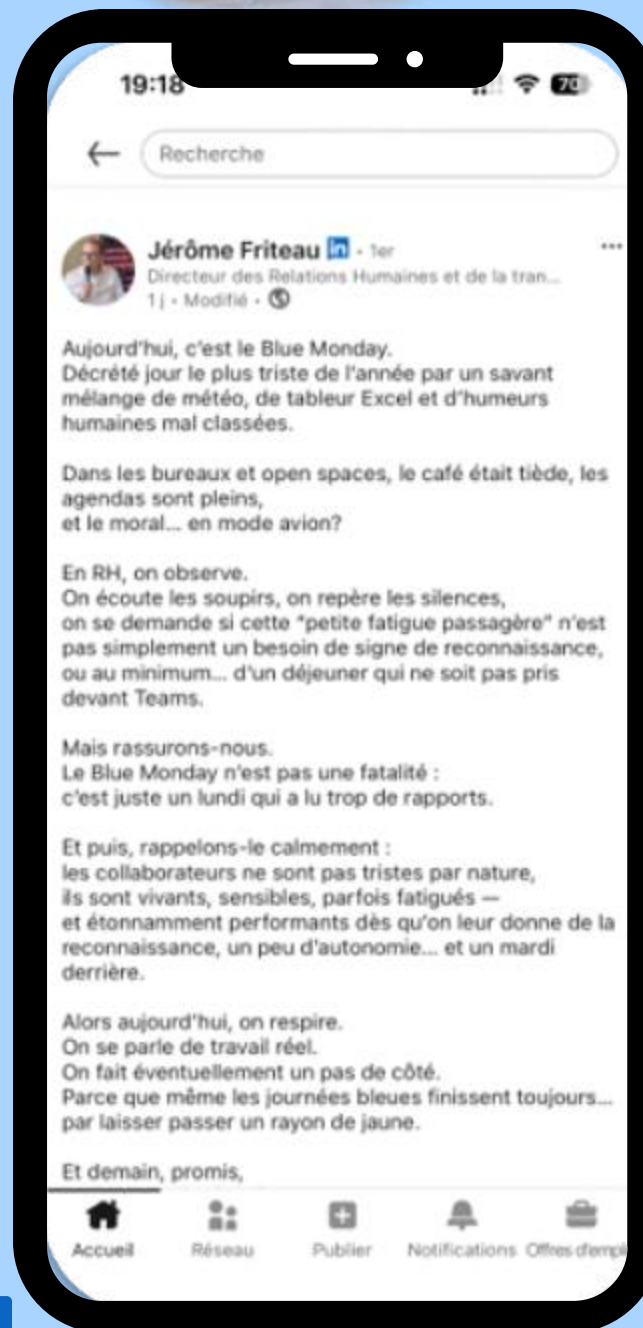 19:18
70
Recherche
Jérôme Friteau in · 1er
Directeur des Relations Humaines et de la tran...
1 j · Modifié ·
Aujourd'hui, c'est le Blue Monday.
Décrété jour le plus triste de l'année par un savant
mélange de météo, de tableur Excel et d'humeurs
humaines mal classées.
Dans les bureaux et open spaces, le café était tiède, les
agendas sont pleins,
et le moral... en mode avion?
En RH, on observe.
On écoute les soupirs, on repère les silences,
on se demande si cette "petite fatigue passagère" n'est
pas simplement un besoin de signe de reconnaissance,
ou au minimum... d'un déjeuner qui ne soit pas pris
devant Teams.
Mais rassurons-nous.
Le Blue Monday n'est pas une fatalité :
c'est juste un lundi qui a lu trop de rapports.
Et puis, rappelons-le calmement :
les collaborateurs ne sont pas tristes par nature,
ils sont vivants, sensibles, parfois fatigués —
et étonnamment performants dès qu'on leur donne de la
reconnaissance, un peu d'autonomie... et un mardi
derrière.
Alors aujourd'hui, on respire.
On se parle de travail réel.
On fait éventuellement un pas de côté.
Parce que même les journées bleues finissent toujours...
par laisser passer un rayon de jaune.
Et demain, promis,
Accueil Réseau Publier Notifications Offres d'empl